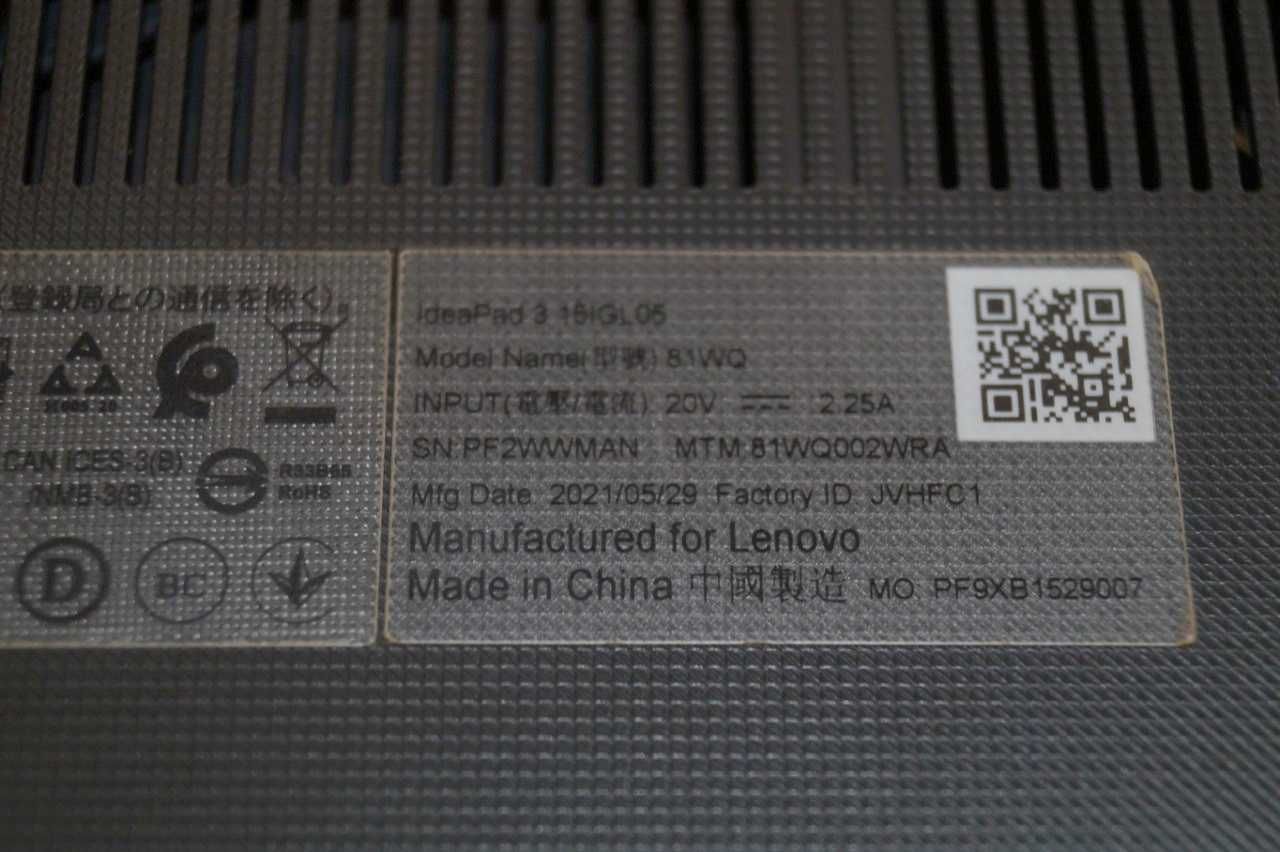 (登録局との通信を除く)。
CAN ICES-3(B)
/NMB-3(B)
R33B65
RoHS
D
BC
IdeaPad 3 15IGL05
Model Name(型號) 81WQ
INPUT(電壓/電流): 20V ⎓ 2.25A
SN:PF2WWMAN MTM:81WQ002WRA
Mfg Date: 2021/05/29 Factory ID: JVHFC1
Manufactured for Lenovo
Made in China 中國製造 MO: PF9XB1529007